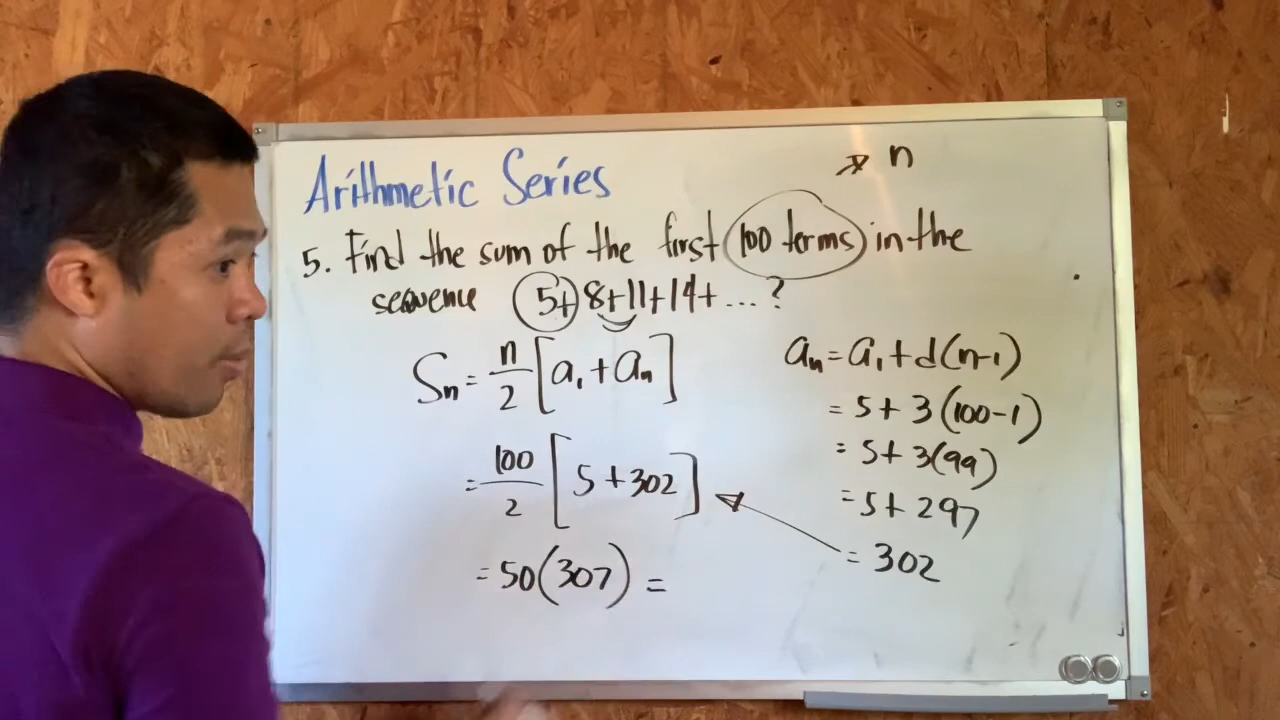 Arithmetic Series
n
5. Find the sum of the first 100 terms in the
sequence 5+8+11+14+...?
Sn = n/2 [a₁ + aₙ]
= 100/2 [5+302]
= 50(307) =
aₙ = a₁ + d(n-1)
= 5+ 3(100-1)
= 5+ 3(99)
= 5+ 297
= 302